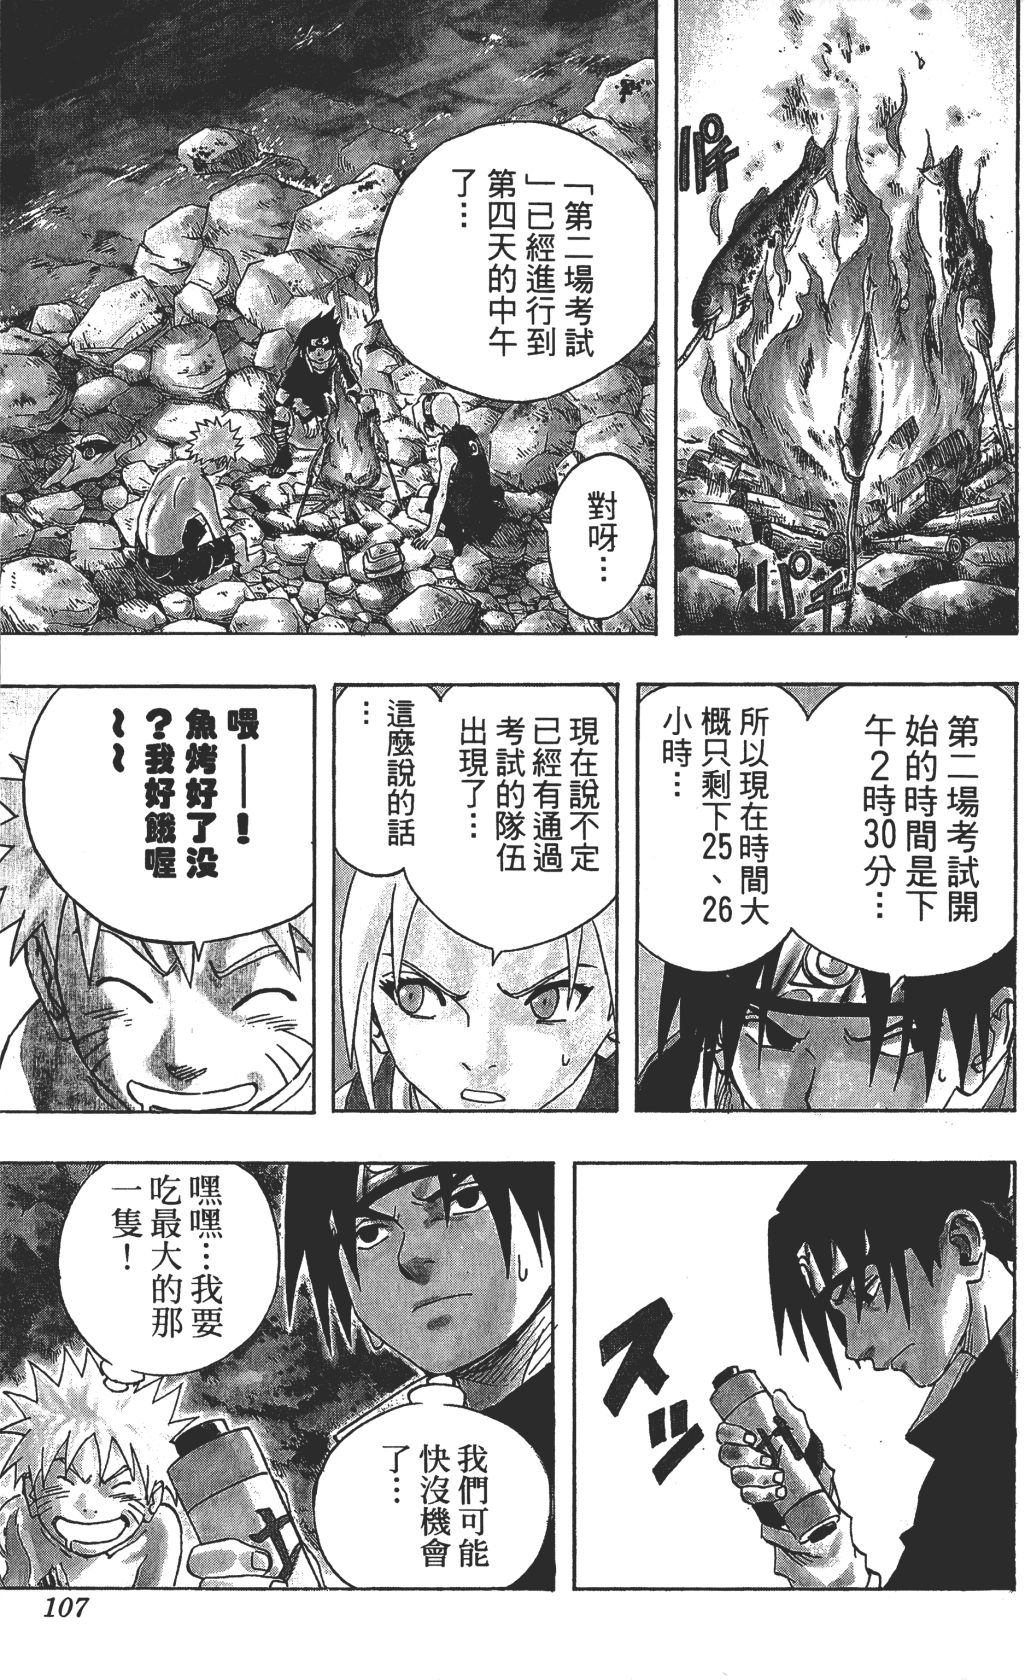 パチ
パチ
「第二場考試
」已經進行到
第四天的中午
了…
對呀…
第二場考試開
始的時間是下
午2時30分…
所以現在時間大
概只剩下25、26
小時…
現在說不定
已經有通過
考試的隊伍
出現了…
這麼說的話
…
喂——！
魚烤好了沒
？我好餓喔
～～
スッ
我們可能
快沒機會
了…
嘿嘿…我要
吃最大的那
一隻！
107